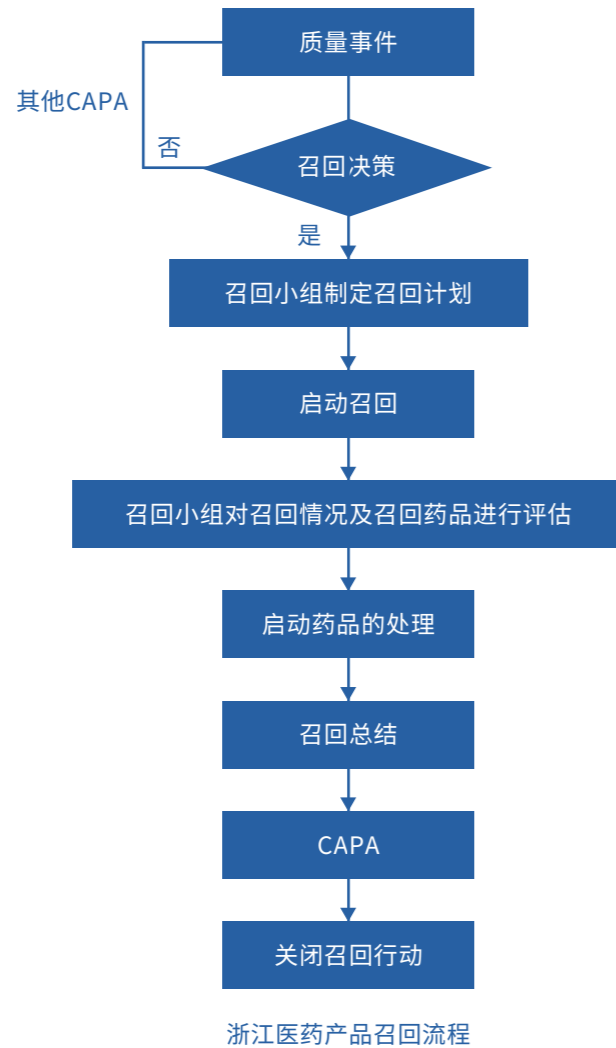 质量事件
其他CAPA
否
召回决策
是
召回小组制定召回计划
启动召回
召回小组对召回情况及召回药品进行评估
启动药品的处理
召回总结
CAPA
关闭召回行动
浙江医药产品召回流程